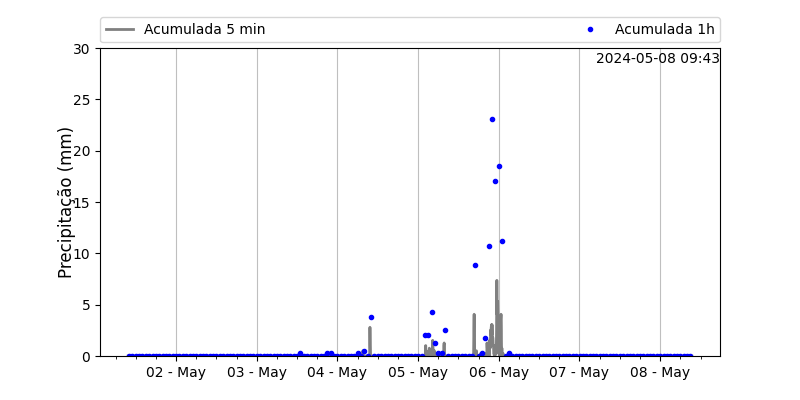 Acumulada 5 min
Acumulada 1h
2024-05-08 09:43
Precipitação (mm)
30
25
20
15
10
5
0
02 - May 03 - May 04 - May 05 - May 06 - May 07 - May 08 - May